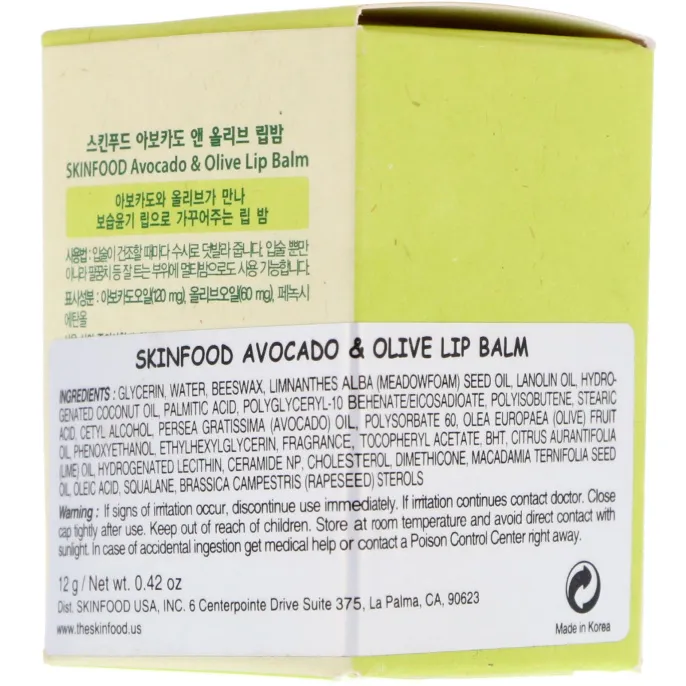 스킨푸드 아보카도 앤 올리브 립밤
SKINFOOD Avocado & Olive Lip Balm
아보카도와 올리브가 만나
보습윤기 립으로 가꾸어주는 립 밤
사용법 : 입술이 건조할 때마다 수시로 덧발라 줍니다. 입술 뿐만
아니라 팔꿈치 등 잘 트는 부위에 멀티밤으로도 사용 가능합니다.
표시성분 : 아보카도오일(120 mg), 올리브오일(60 mg), 페녹시
에탄올
SKINFOOD AVOCADO & OLIVE LIP BALM
INGREDIENTS : GLYCERIN, WATER, BEESWAX, LIMNANTHES ALBA (MEADOWFOAM) SEED OIL, LANOLIN OIL, HYDRO-
GENATED COCONUT OIL, PALMITIC ACID, POLYGLYCERYL-10 BEHENATE/EICOSADIOATE, POLYISOBUTENE, STEARIC
ACID, CETYL ALCOHOL, PERSEA GRATISSIMA (AVOCADO) OIL, POLYSORBATE 60, OLEA EUROPAEA (OLIVE) FRUIT
OIL, PHENOXYETHANOL, ETHYLHEXYLGLYCERIN, FRAGRANCE, TOCOPHERYL ACETATE, BHT, CITRUS AURANTIFOLIA
(LIME) OIL, HYDROGENATED LECITHIN, CERAMIDE NP, CHOLESTEROL, DIMETHICONE, MACADAMIA TERNIFOLIA SEED
OIL, OLEIC ACID, SQUALANE, BRASSICA CAMPESTRIS (RAPESEED) STEROLS
Warning : If signs of irritation occur, discontinue use immediately. If irritation continues contact doctor. Close
cap tightly after use. Keep out of reach of children. Store at room temperature and avoid direct contact with
sunlight. In case of accidental ingestion get medical help or contact a Poison Control Center right away.
12 g / Net wt. 0.42 oz
Dist. SKINFOOD USA, INC. 6 Centerpointe Drive Suite 375, La Palma, CA, 90623
www.theskinfood.us
Made in Korea